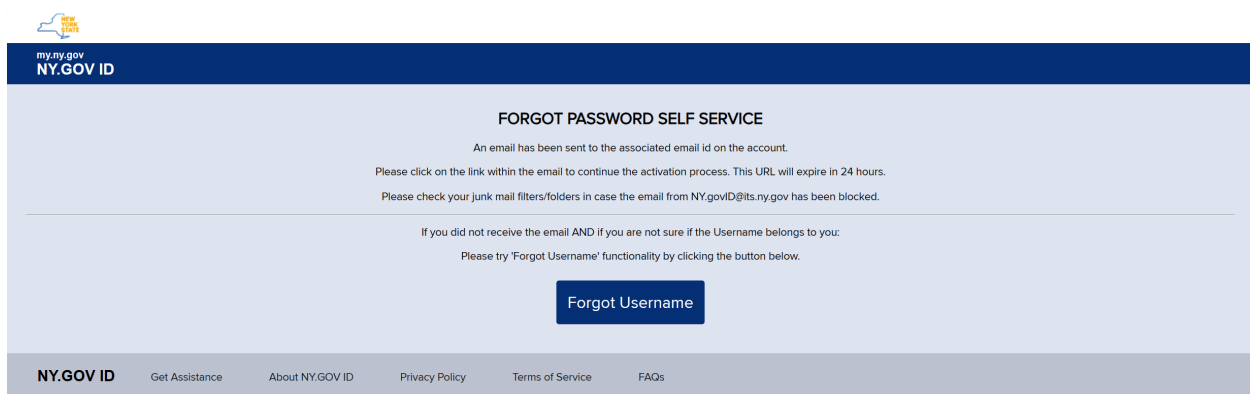 NEW
YORK
STATE
my.ny.gov
NY.GOV ID
FORGOT PASSWORD SELF SERVICE
An email has been sent to the associated email id on the account.
Please click on the link within the email to continue the activation process. This URL will expire in 24 hours.
Please check your junk mail filters/folders in case the email from NY.govID@its.ny.gov has been blocked.
If you did not receive the email AND if you are not sure if the Username belongs to you:
Please try 'Forgot Username' functionality by clicking the button below.
Forgot Username
NY.GOV ID Get Assistance About NY.GOV ID Privacy Policy Terms of Service FAQs